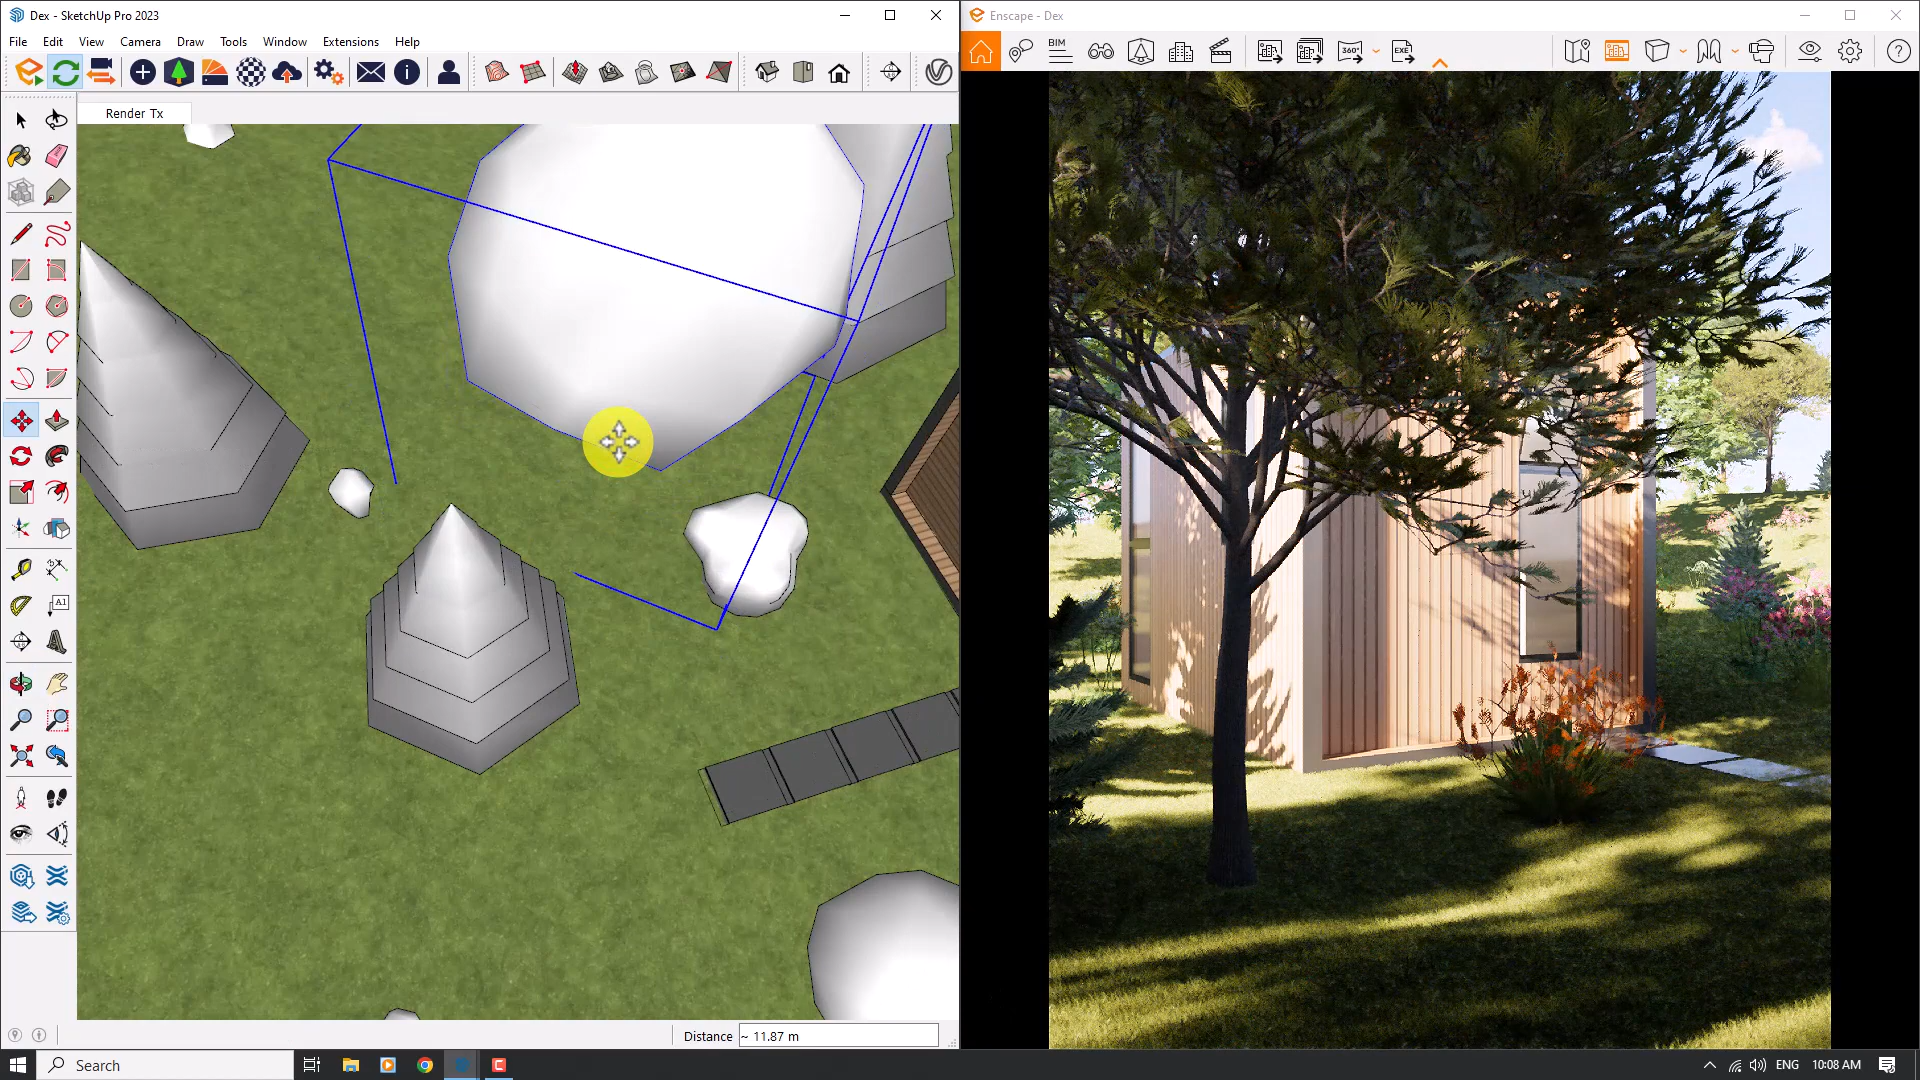 Dex - SketchUp Pro 2023
File Edit View Camera Draw Tools Window Extensions Help
Render Tx
A1
Distance ~ 11.87 m
Enscape - Dex
BIM
360°
EXE
Search
ENG 10:08 AM